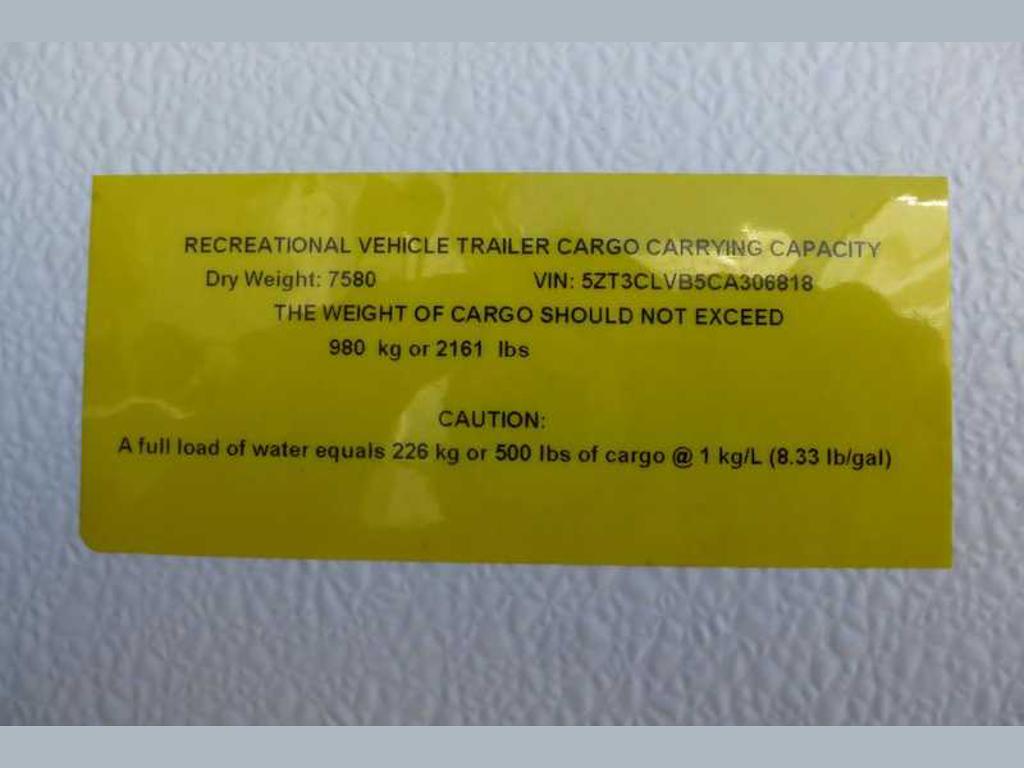 RECREATIONAL VEHICLE TRAILER CARGO CARRYING CAPACITY
Dry Weight: 7580 VIN: 5ZT3CLVB5CA306818
THE WEIGHT OF CARGO SHOULD NOT EXCEED
980 kg or 2161 lbs
CAUTION:
A full load of water equals 226 kg or 500 lbs of cargo @ 1 kg/L (8.33 lb/gal)